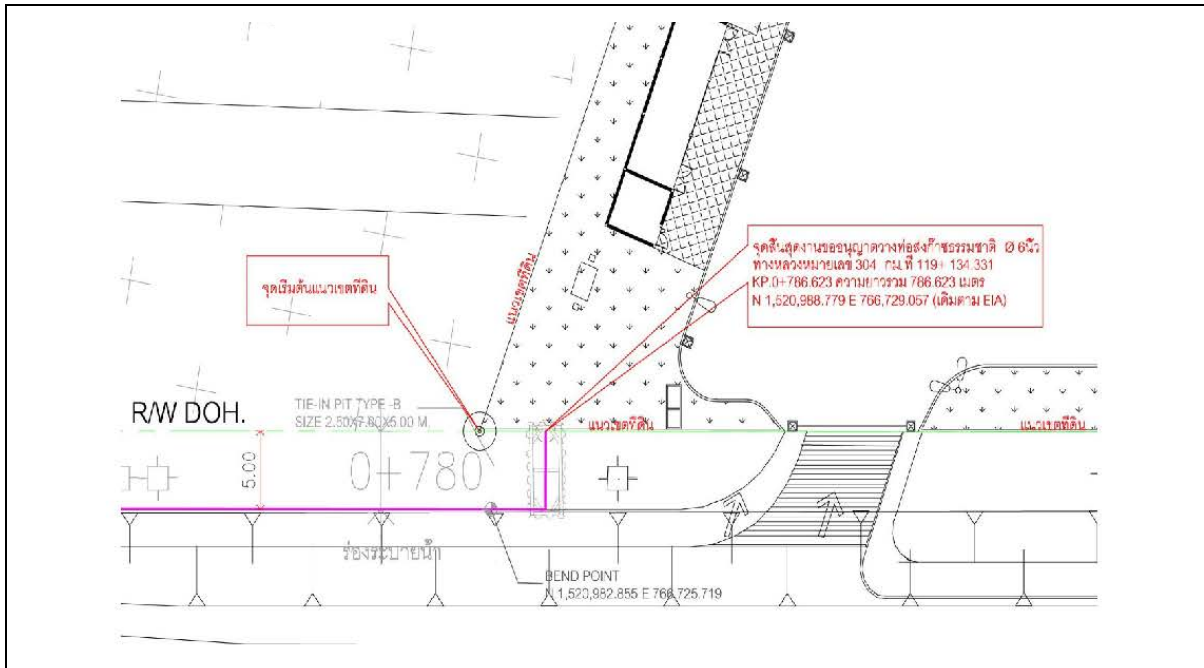 จุดสิ้นสุดงานขออนุญาตวางท่อส่งก๊าซธรรมชาติ Ø 6นิ้ว
ทางหลวงหมายเลข 304 กม.ที่ 119+ 134.331
KP.0+786.623 ความยาวรวม 786.623 เมตร
N 1,520,988.779 E 766,729.057 (เดิมตาม EIA)
จุดเริ่มต้นแนวเขตที่ดิน
แนวเขตที่ดิน
R/W DOH.
TIE-IN PIT TYPE -B
SIZE 2.50X7.00X5.00 M.
แนวเขตที่ดิน
แนวเขตที่ดิน
5.00
0+780
ร่องระบายน้ำ
BEND POINT
N 1,520,982.855 E 766,725.719